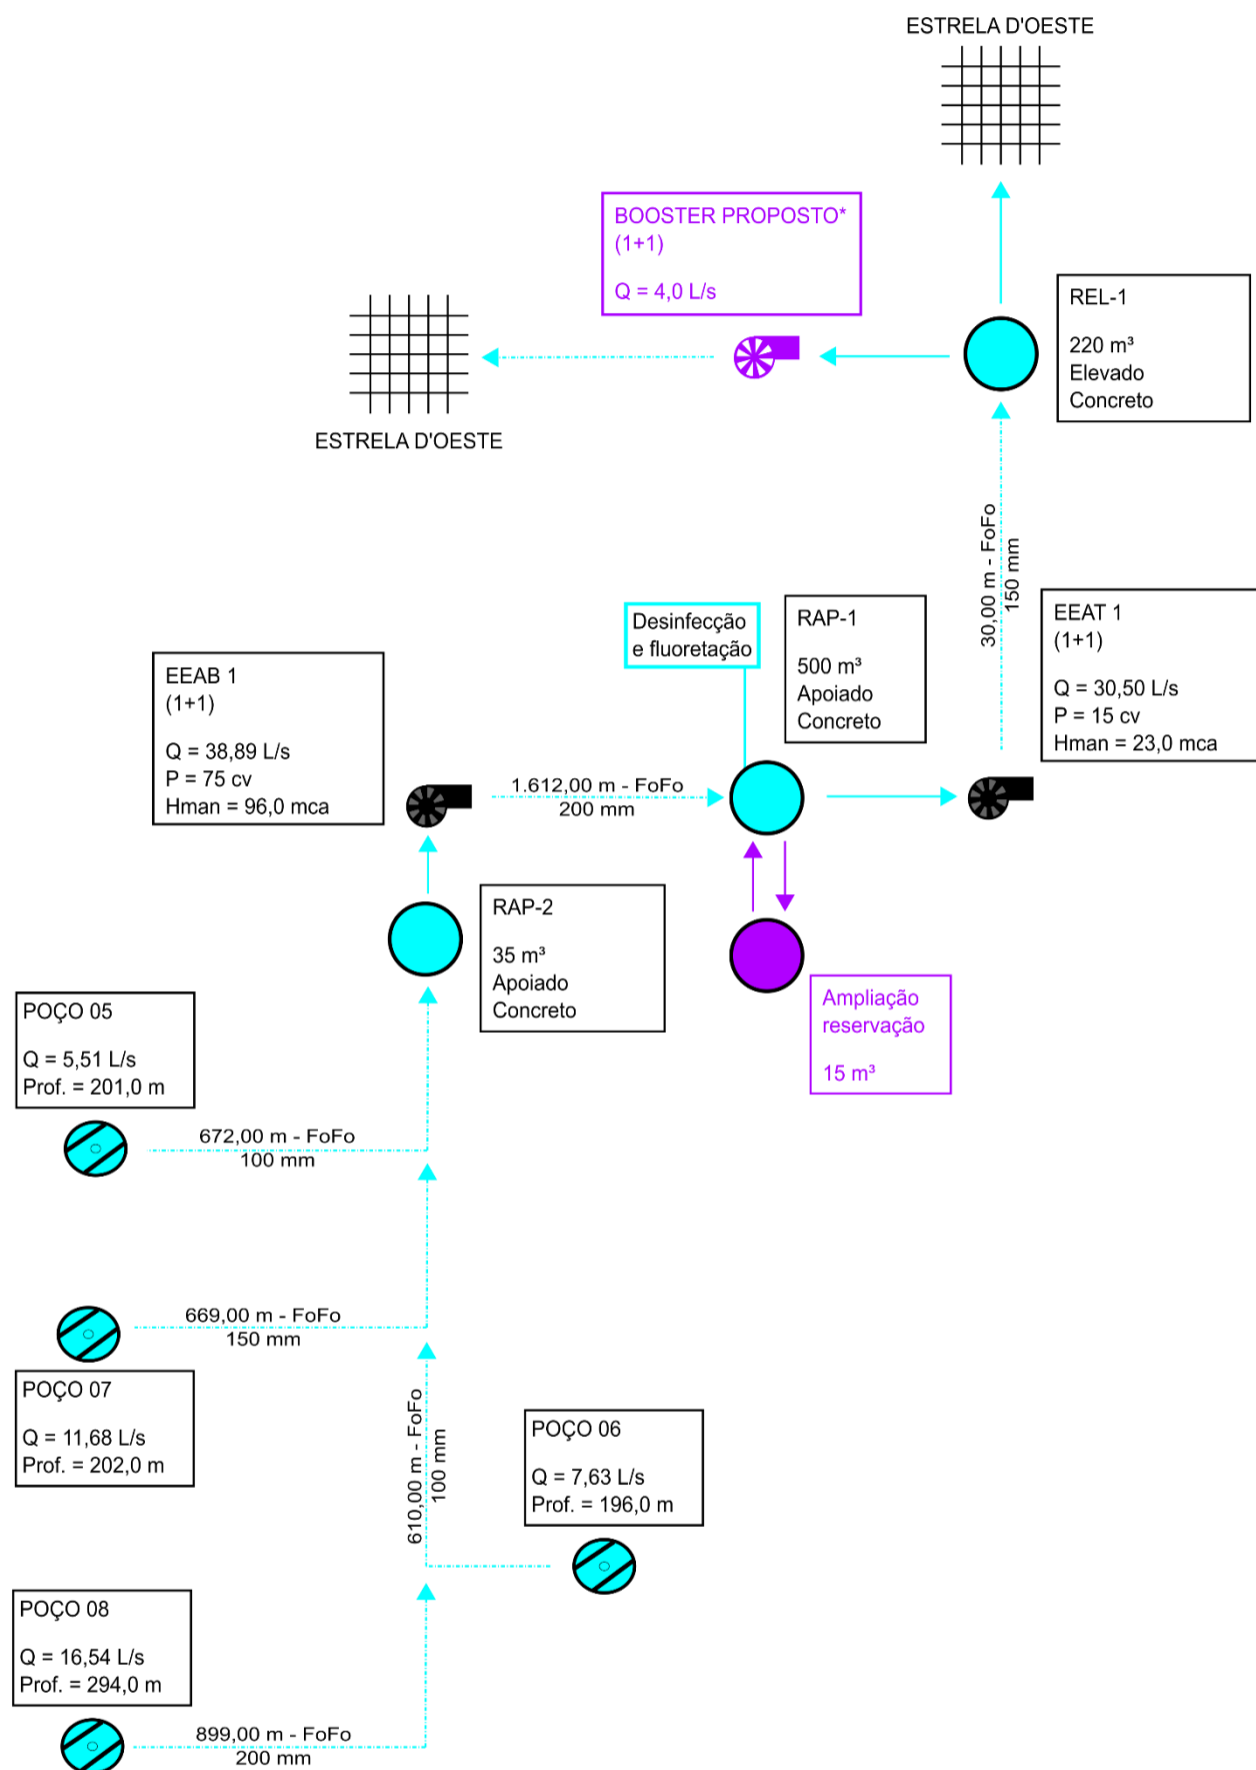 ESTRELA D'OESTE
BOOSTER PROPOSTO*
(1+1)
Q = 4,0 L/s
REL-1
220 m³
Elevado
Concreto
ESTRELA D'OESTE
30,00 m - FoFo
150 mm
Desinfecção
e fluoretação
RAP-1
500 m³
Apoiado
Concreto
EEAT 1
(1+1)
Q = 30,50 L/s
P = 15 cv
Hman = 23,0 mca
EEAB 1
(1+1)
Q = 38,89 L/s
P = 75 cv
Hman = 96,0 mca
1.612,00 m - FoFo
200 mm
RAP-2
35 m³
Apoiado
Concreto
Ampliação
reservação
15 m³
POÇO 05
Q = 5,51 L/s
Prof. = 201,0 m
672,00 m - FoFo
100 mm
669,00 m - FoFo
150 mm
POÇO 07
Q = 11,68 L/s
Prof. = 202,0 m
610,00 m - FoFo
100 mm
POÇO 06
Q = 7,63 L/s
Prof. = 196,0 m
POÇO 08
Q = 16,54 L/s
Prof. = 294,0 m
899,00 m - FoFo
200 mm